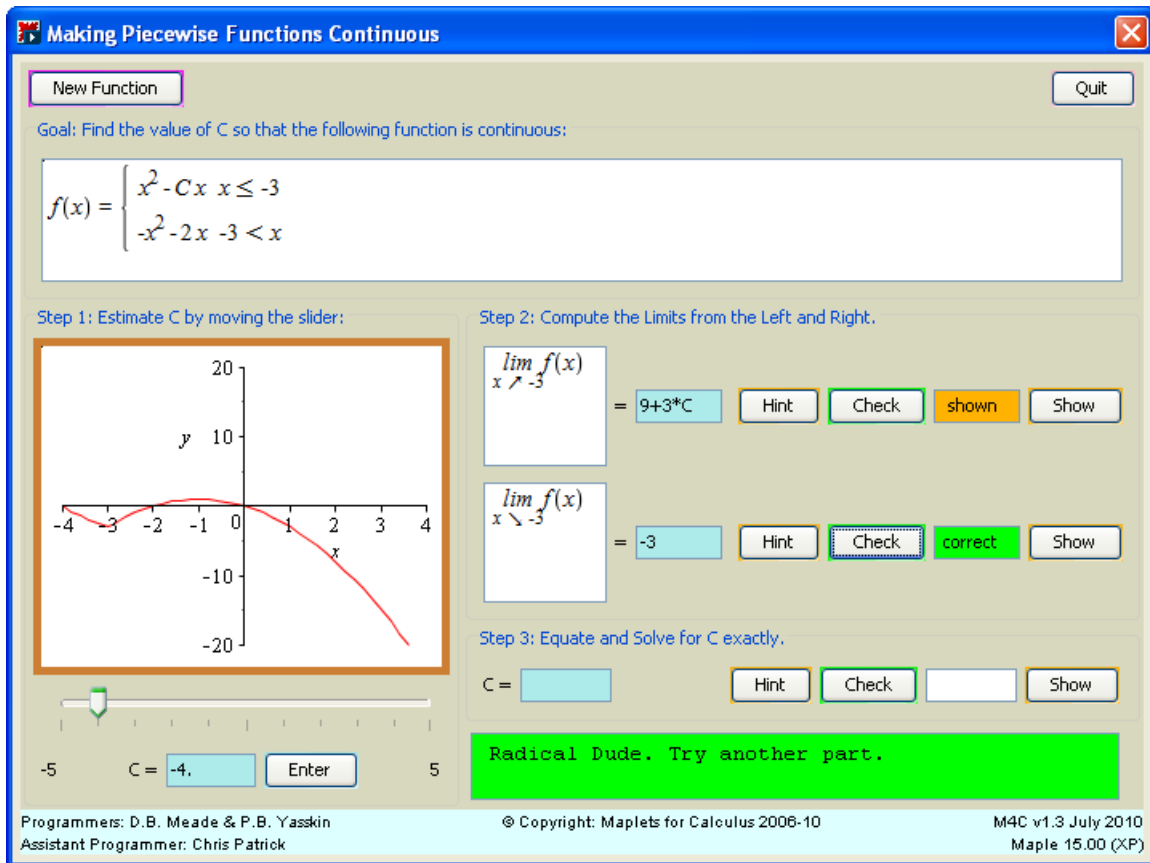 Making Piecewise Functions Continuous
New Function
Quit
Goal: Find the value of C so that the following function is continuous:
f(x) = { x² - C x  x ≤ -3
-x² - 2 x  -3 < x
Step 1: Estimate C by moving the slider:
20
y 10
-4 -3 -2 -1 0 1 2 3 4
x
-10
-20
-5 C = -4. Enter 5
Step 2: Compute the Limits from the Left and Right.
lim f(x)
x ↗ -3
= 9+3*C Hint Check shown Show
lim f(x)
x ↘ -3
= -3 Hint Check correct Show
Step 3: Equate and Solve for C exactly.
C = Hint Check Show
Radical Dude. Try another part.
Programmers: D.B. Meade & P.B. Yasskin © Copyright: Maplets for Calculus 2006-10 M4C v1.3 July 2010
Assistant Programmer: Chris Patrick Maple 15.00 (XP)